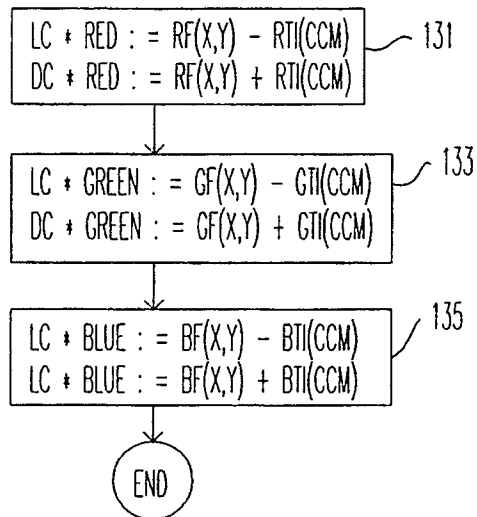 LC * RED : = RF(X,Y) - RTI(CCM)
DC * RED : = RF(X,Y) + RTI(CCM)
131
LC * GREEN : = GF(X,Y) - GTI(CCM)
DC * GREEN : = GF(X,Y) + GTI(CCM)
133
LC * BLUE : = BF(X,Y) - BTI(CCM)
LC * BLUE : = BF(X,Y) + BTI(CCM)
135
END